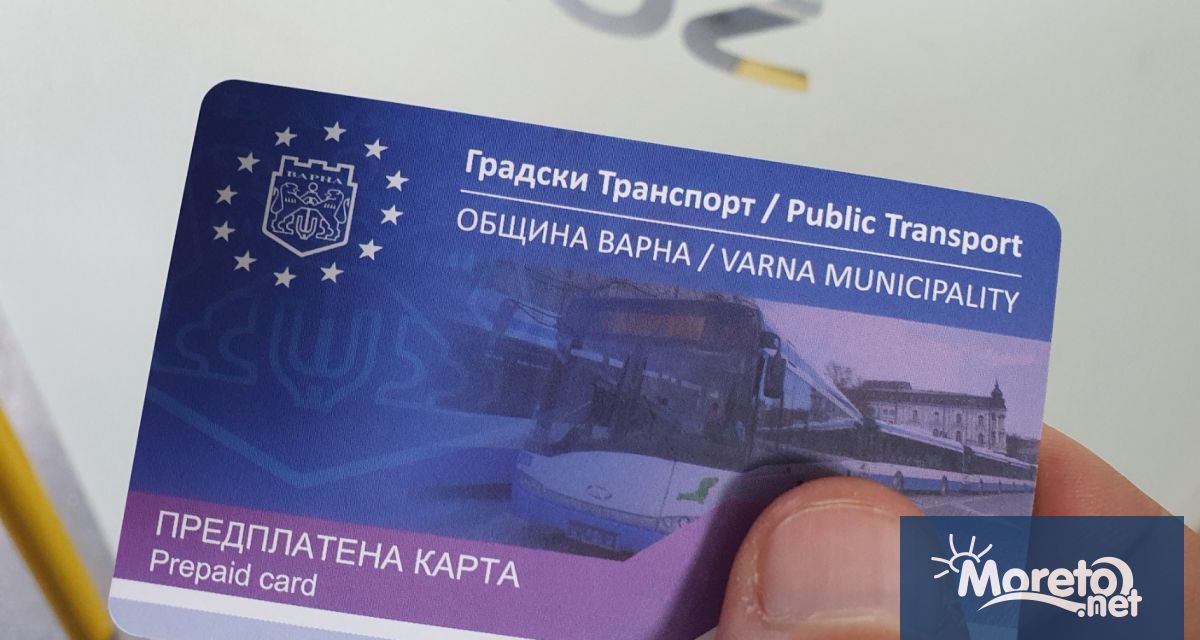 Градски Транспорт / Public Transport
ОБЩИНА ВАРНА / VARNA MUNICIPALITY
ВАРНА
ПРЕДПЛАТЕНА КАРТА
Prepaid card
Moreto
.net